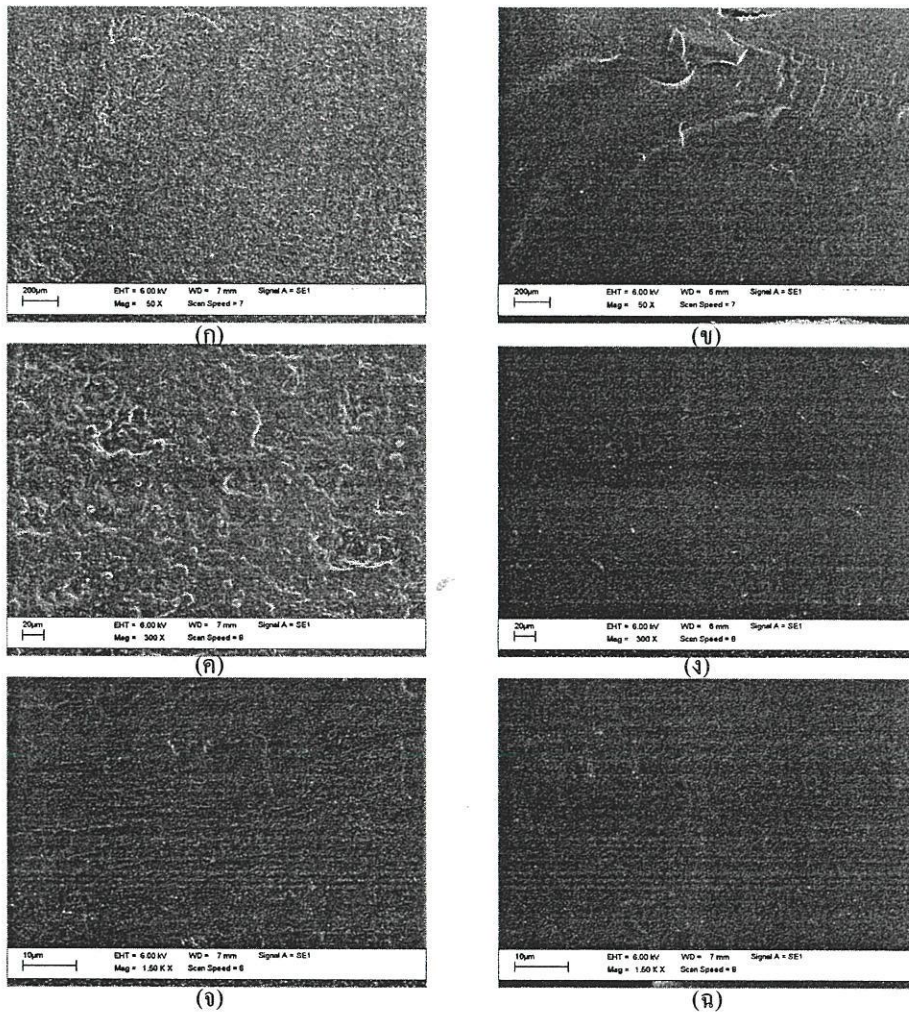 200µm EHT = 6.00 kV WD = 7 mm Signal A = SE1
Mag = 50 X Scan Speed = 7
(ก)
200µm EHT = 6.00 kV WD = 6 mm Signal A = SE1
Mag = 50 X Scan Speed = 7
(ข)
20µm EHT = 6.00 kV WD = 7 mm Signal A = SE1
Mag = 300 X Scan Speed = 8
(ค)
20µm EHT = 6.00 kV WD = 6 mm Signal A = SE1
Mag = 300 X Scan Speed = 8
(ง)
10µm EHT = 6.00 kV WD = 7 mm Signal A = SE1
Mag = 1.50 K X Scan Speed = 8
(จ)
10µm EHT = 6.00 kV WD = 7 mm Signal A = SE1
Mag = 1.50 K X Scan Speed = 8
(ฉ)